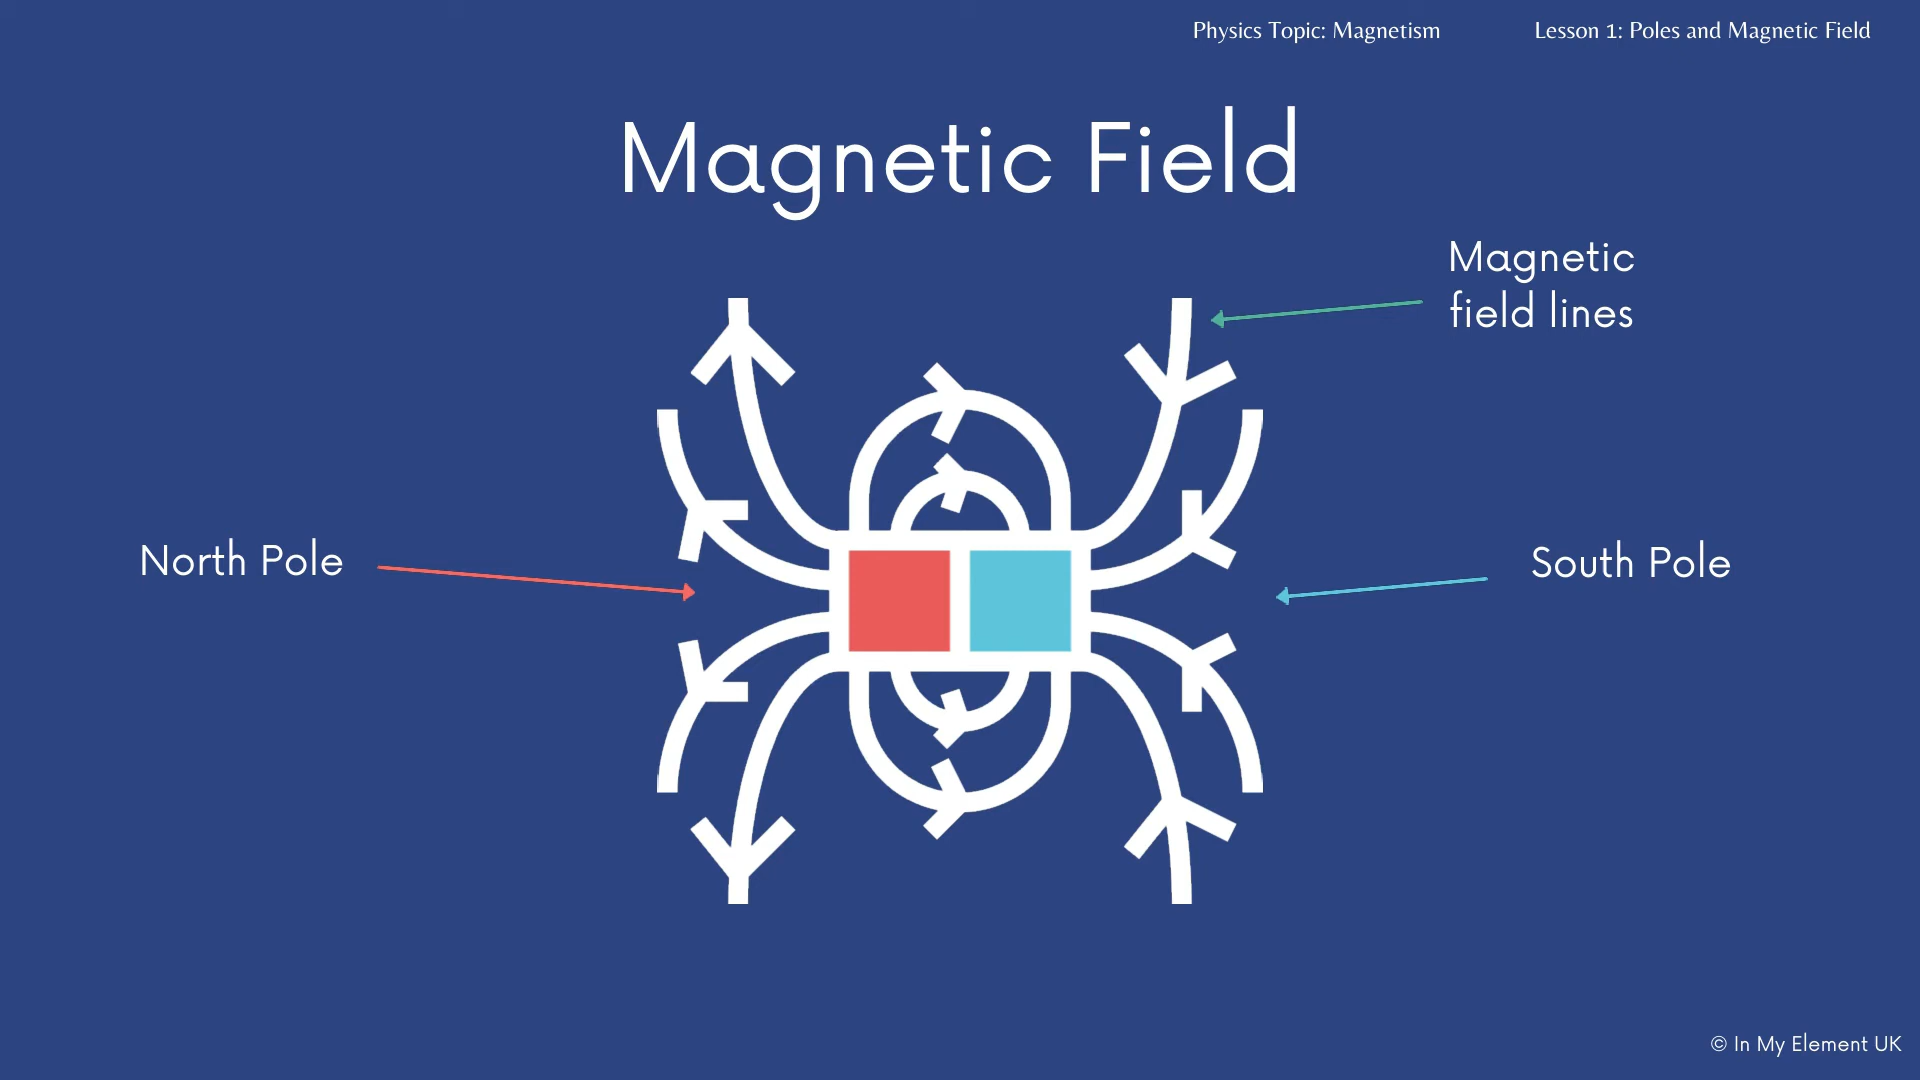 Physics Topic: Magnetism
Lesson 1: Poles and Magnetic Field
Magnetic Field
Magnetic
field lines
North Pole
South Pole
© In My Element UK